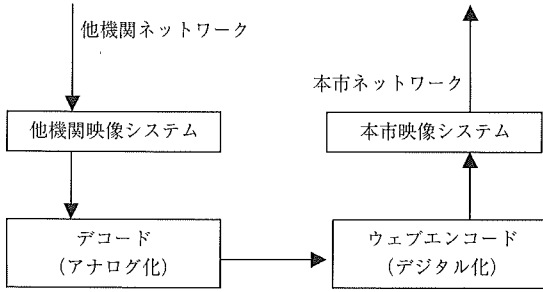 他機関ネットワーク
本市ネットワーク
他機関映像システム
本市映像システム
デコード
(アナログ化)
ウェブエンコード
(デジタル化)